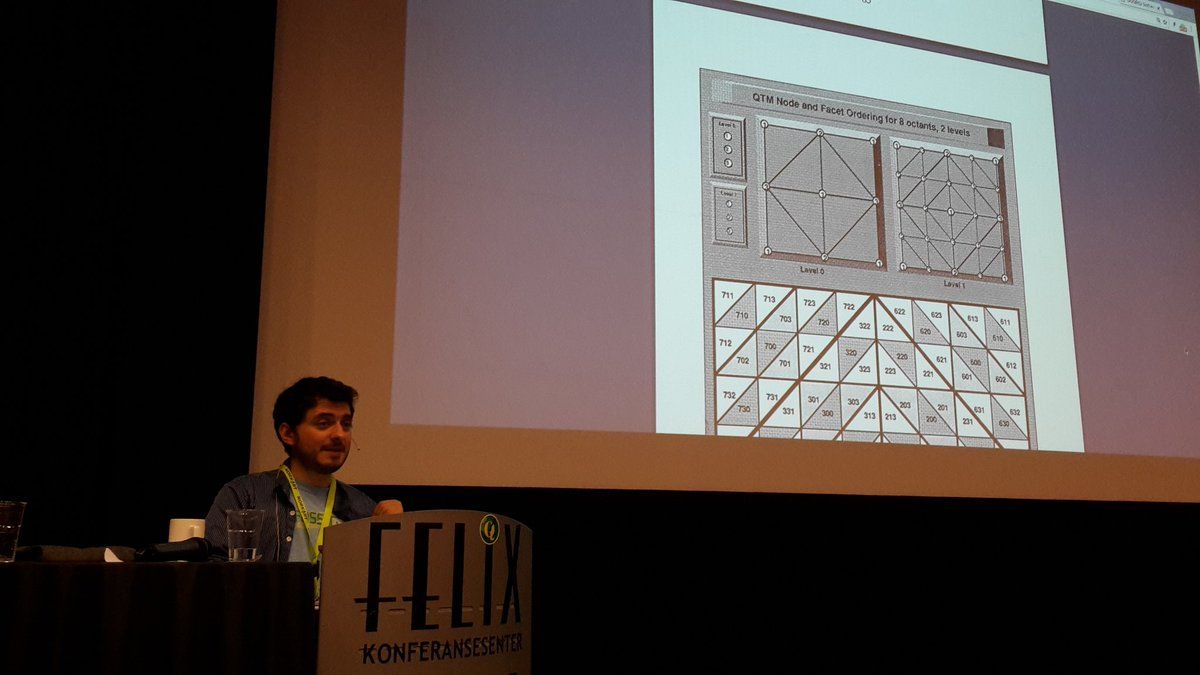 QTM Node and Facet Ordering for 8 octants, 2 levels
Level 0
Level 1
711 713 723 722 622 623 613 611
710 703 720 322 222 620 603 610
712 700 721 320 220 621 600 612
702 701 321 323 223 221 601 602
732 731 301 303 203 201 631 632
730 331 300 313 213 200 231 630
FELIX
KONFERANSESENTER